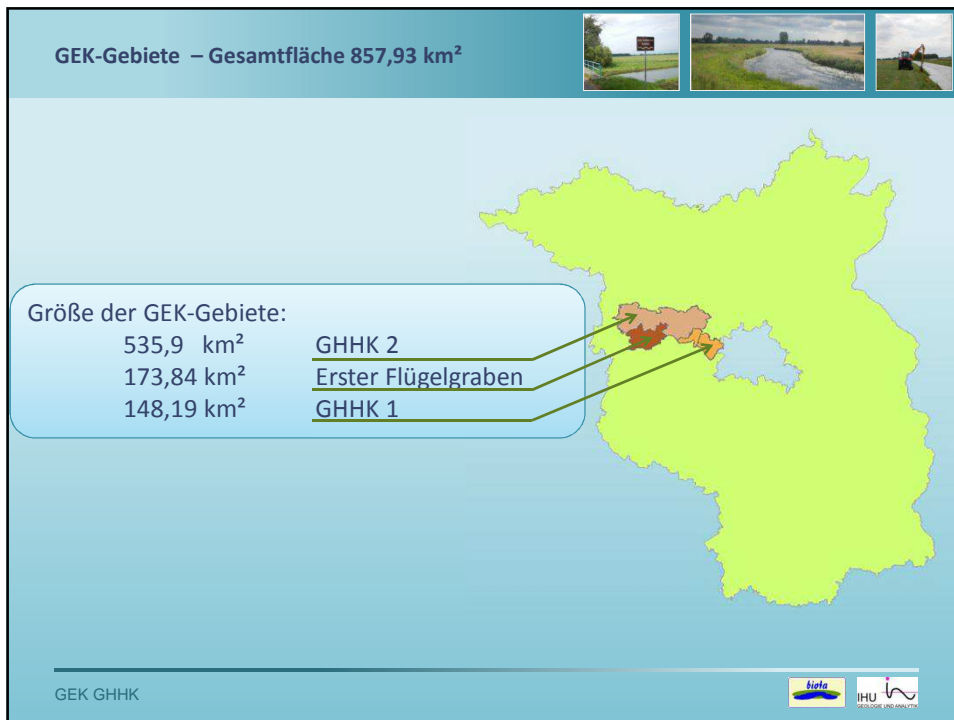 GEK-Gebiete – Gesamtfläche 857,93 km²
Größe der GEK-Gebiete:
535,9 km² GHHK 2
173,84 km² Erster Flügelgraben
148,19 km² GHHK 1
GEK GHHK
biota
IHU
GEOLOGIE UND ANALYTIK